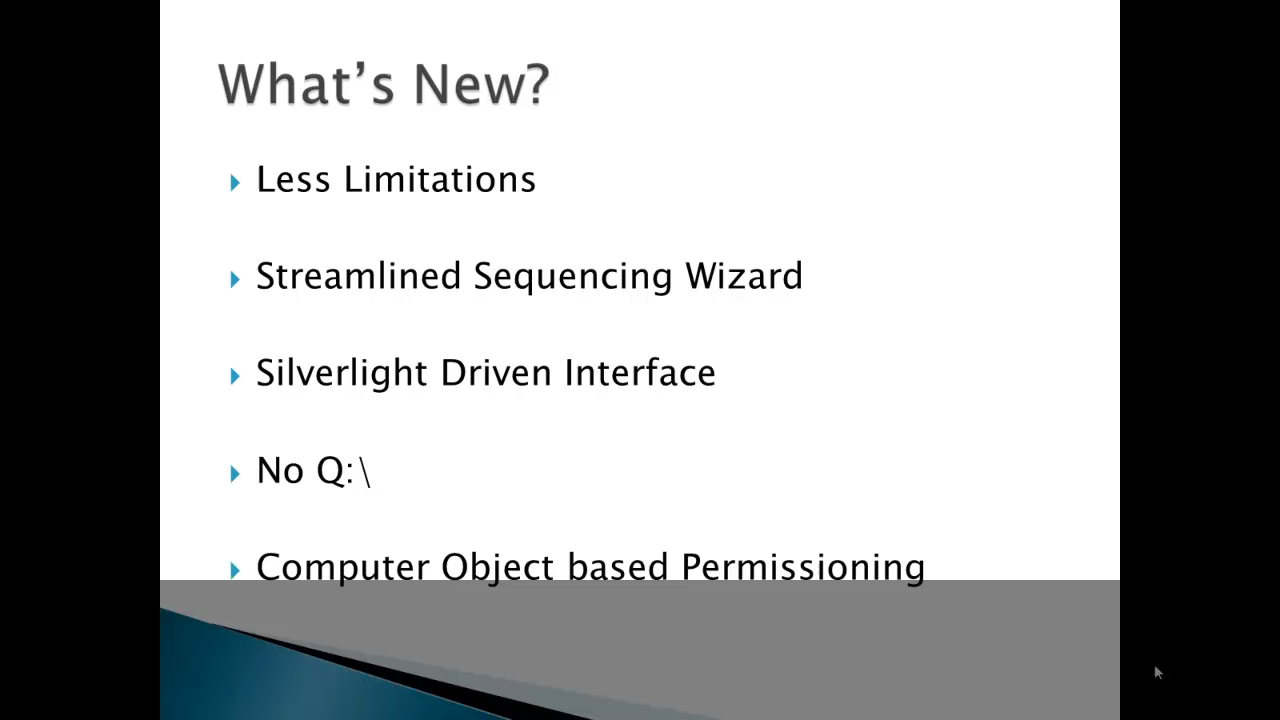 What’s New?
Less Limitations
Streamlined Sequencing Wizard
Silverlight Driven Interface
No Q:\
Computer Object based Permissioning